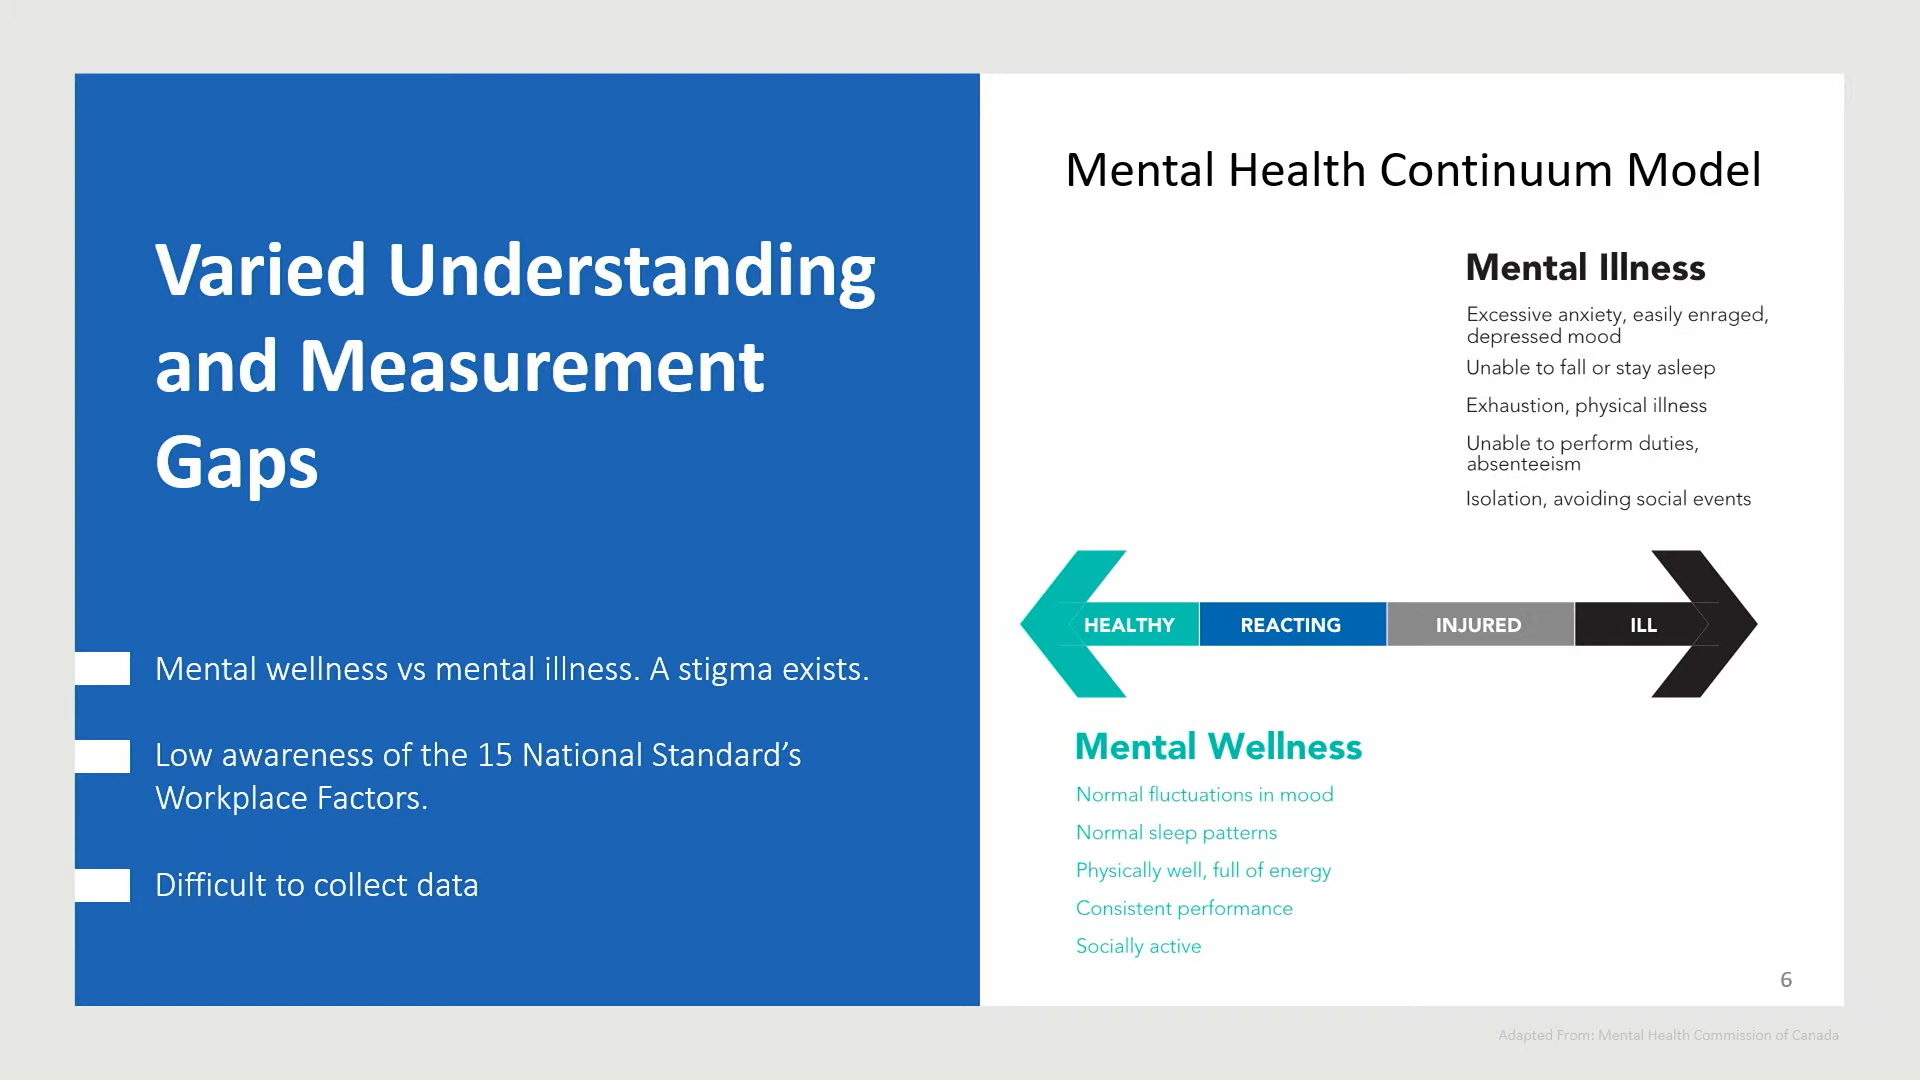 Varied Understanding
and Measurement
Gaps
Mental wellness vs mental illness. A stigma exists.
Low awareness of the 15 National Standard’s
Workplace Factors.
Difficult to collect data
Mental Health Continuum Model
Mental Illness
Excessive anxiety, easily enraged,
depressed mood
Unable to fall or stay asleep
Exhaustion, physical illness
Unable to perform duties,
absenteeism
Isolation, avoiding social events
HEALTHY REACTING INJURED ILL
Mental Wellness
Normal fluctuations in mood
Normal sleep patterns
Physically well, full of energy
Consistent performance
Socially active
6
Adapted From: Mental Health Commission of Canada